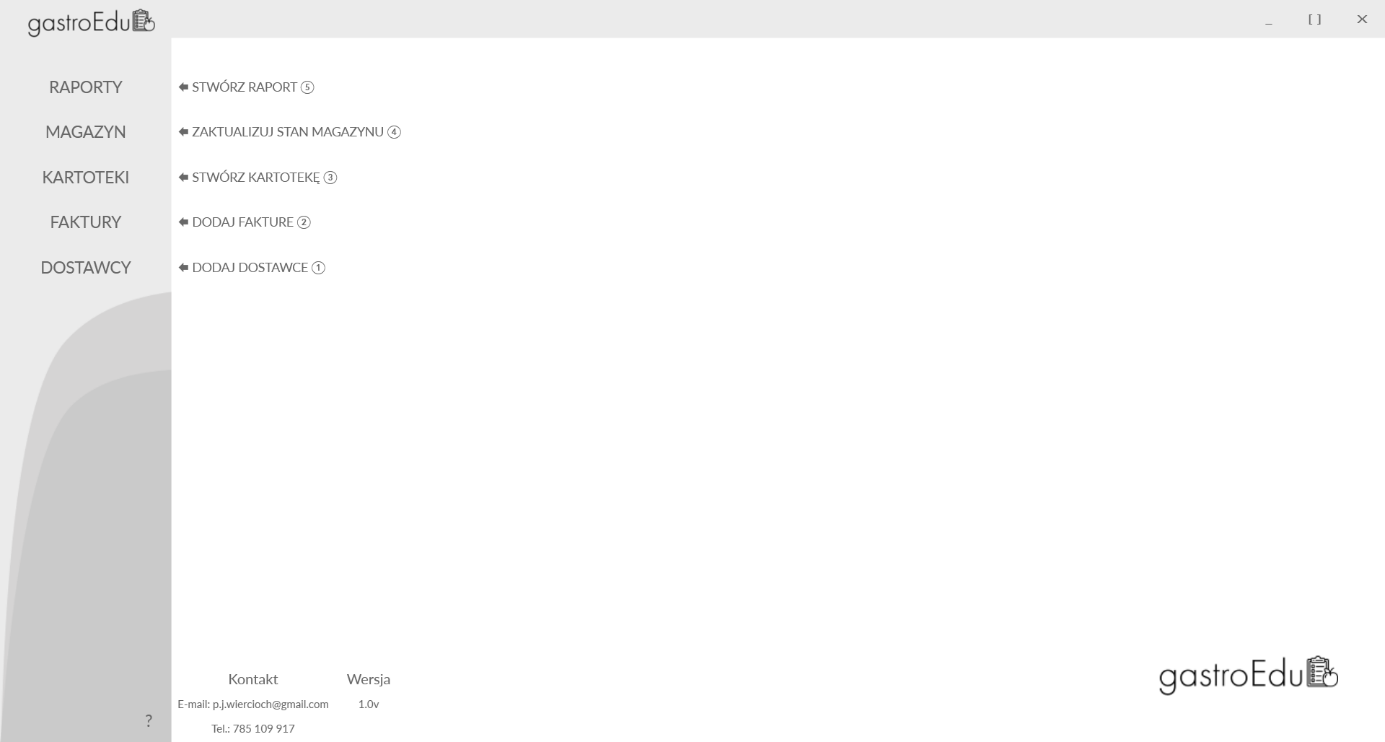 gastroEdu
_ [ ] ×
RAPORTY
STWÓRZ RAPORT 5
MAGAZYN
ZAKTUALIZUJ STAN MAGAZYNU 4
KARTOTEKI
STWÓRZ KARTOTEKĘ 3
FAKTURY
DODAJ FAKTURE 2
DOSTAWCY
DODAJ DOSTAWCE 1
gastroEdu
Kontakt
Wersja
E-mail: p.j.wiercioch@gmail.com
1.0v
?
Tel.: 785 109 917